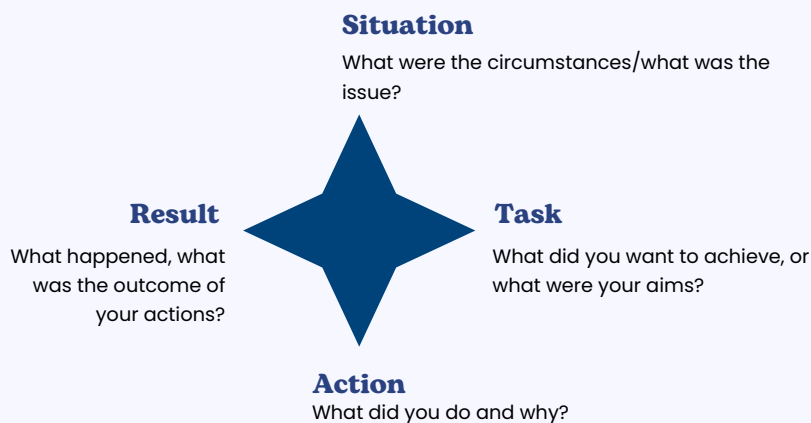 Situation
What were the circumstances/what was the
issue?
Result
What happened, what
was the outcome of
your actions?
Task
What did you want to achieve, or
what were your aims?
Action
What did you do and why?